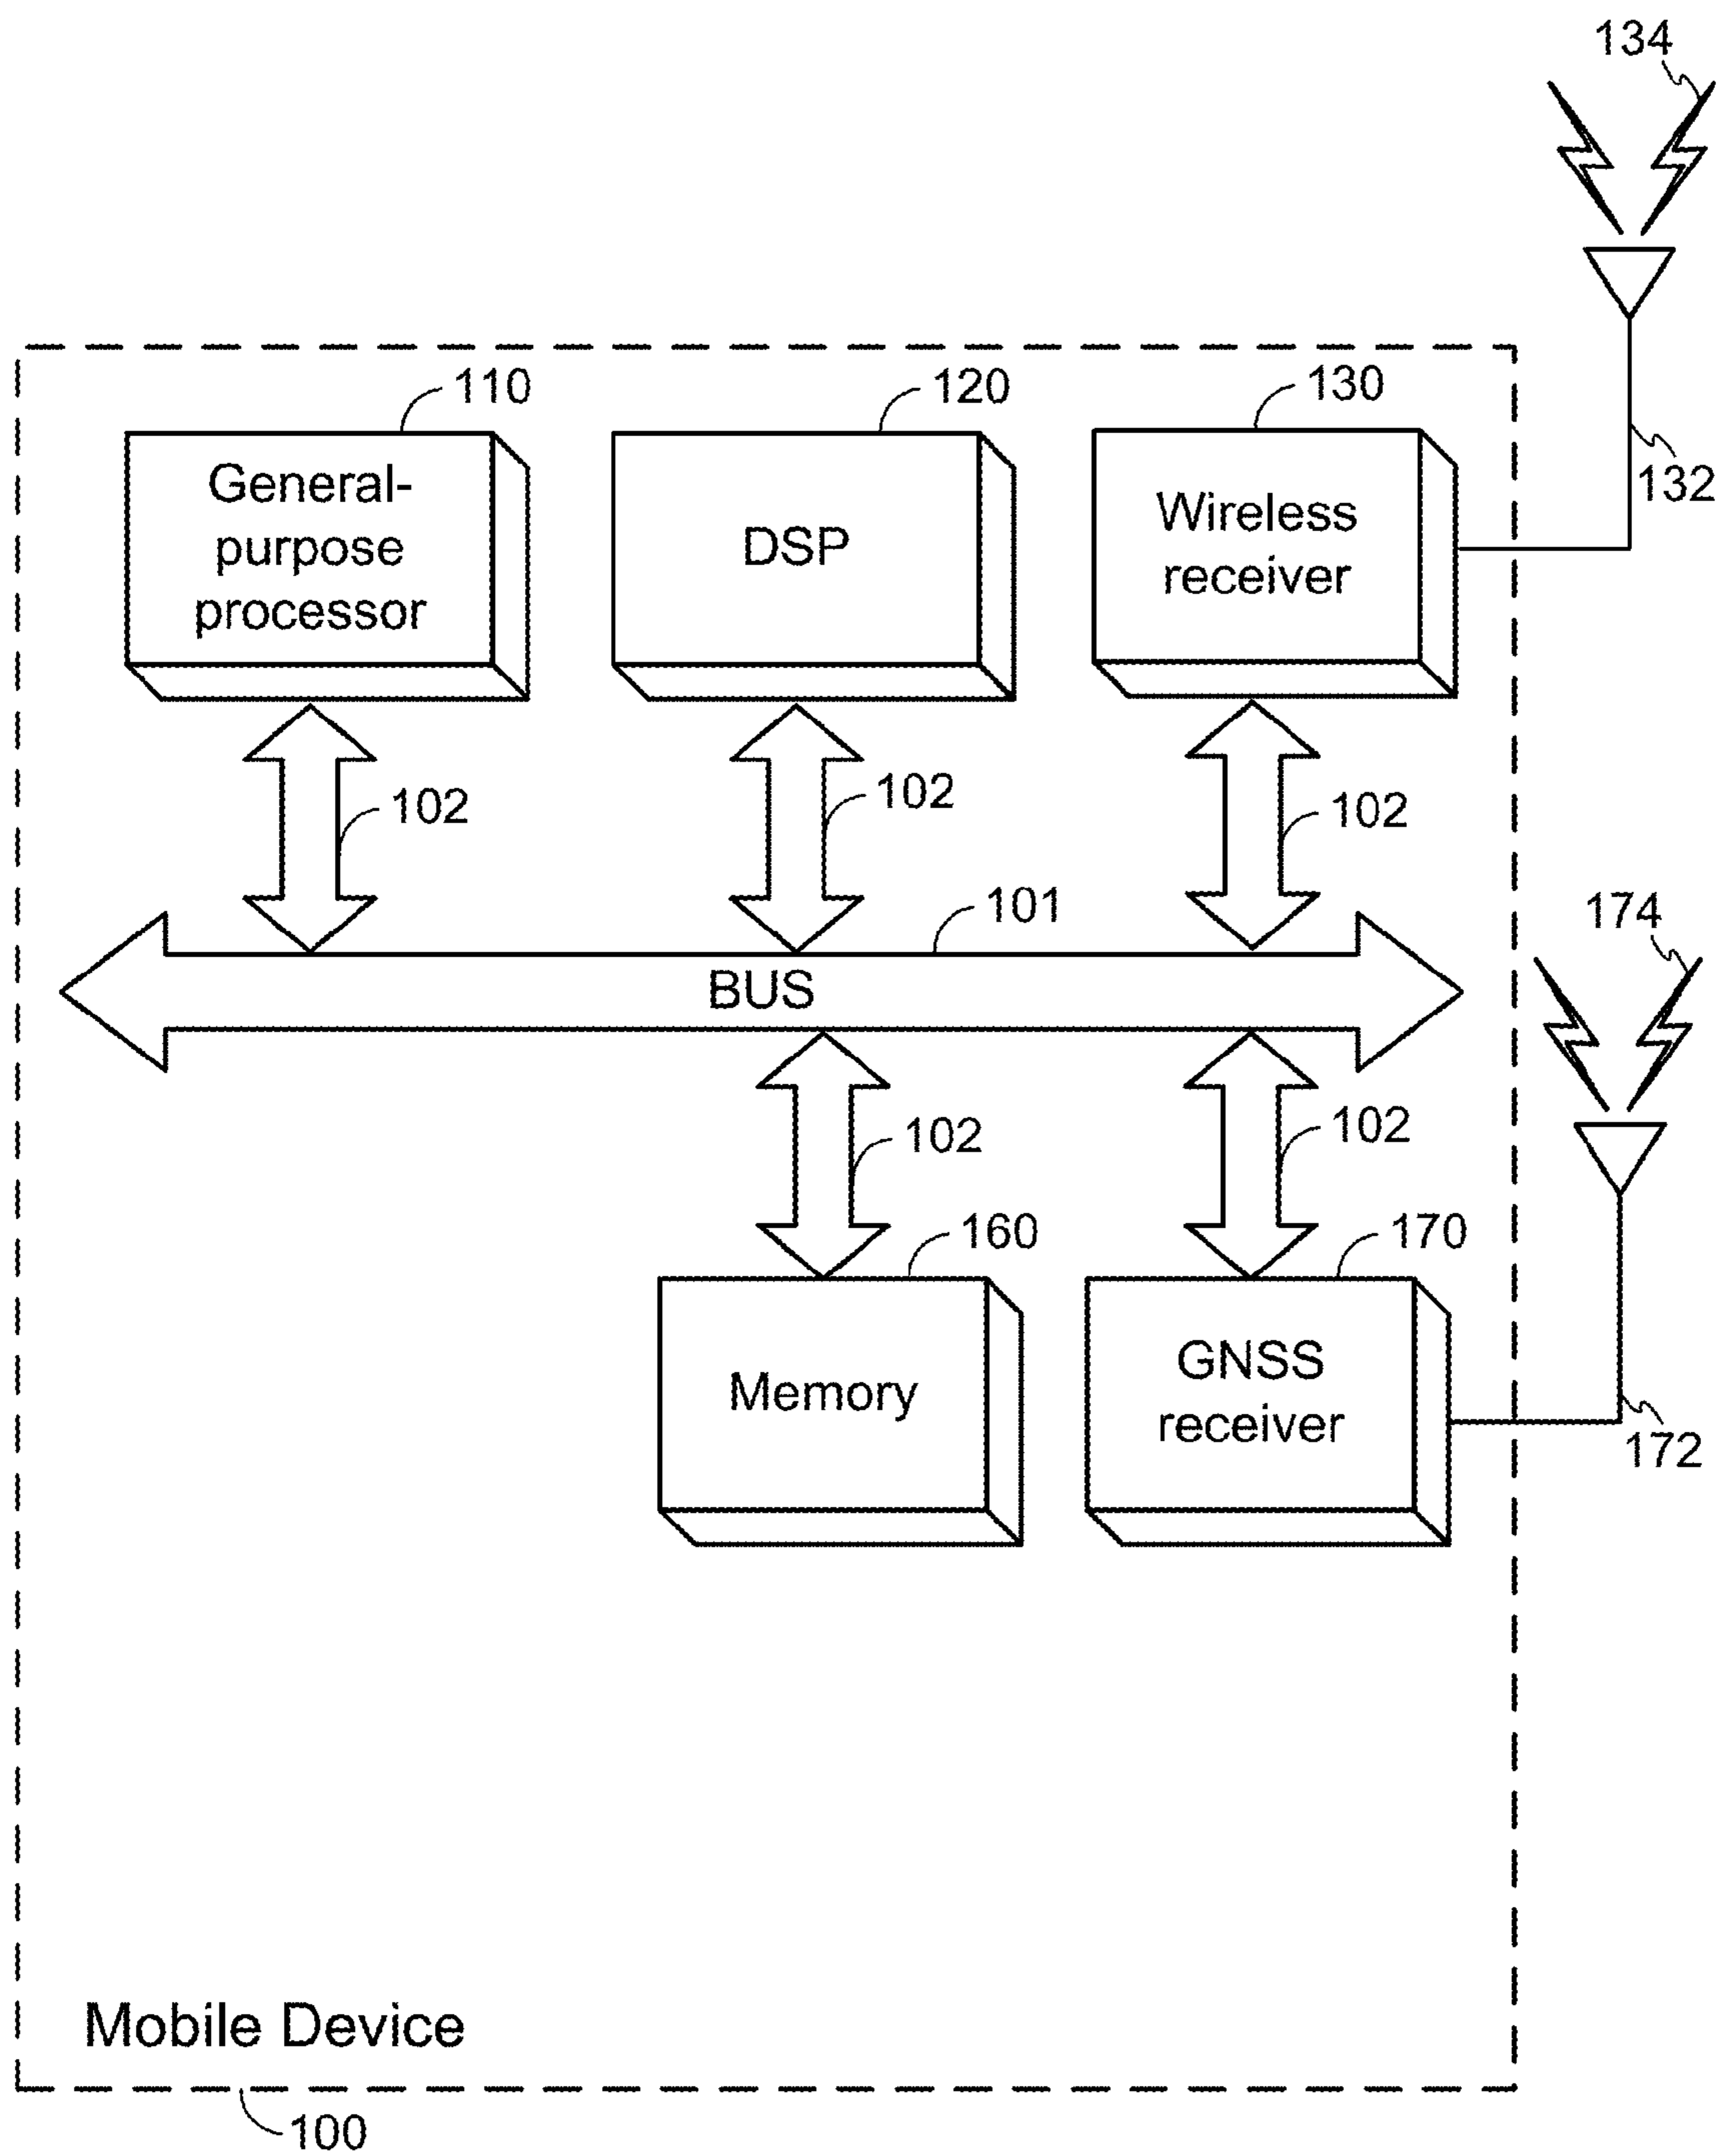 134
110
120
130
General-
purpose
processor
DSP
Wireless
receiver
132
102
102
102
101
174
BUS
102
102
160
170
Memory
GNSS
receiver
172
Mobile Device
100